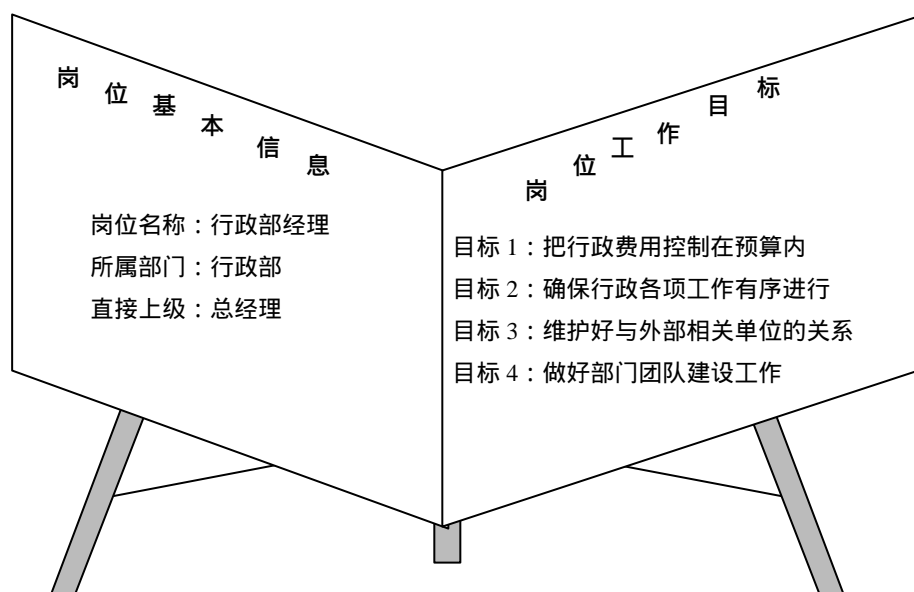 岗位基本信息
岗位名称：行政部经理
所属部门：行政部
直接上级：总经理
岗位工作目标
目标 1：把行政费用控制在预算内
目标 2：确保行政各项工作有序进行
目标 3：维护好与外部相关单位的关系
目标 4：做好部门团队建设工作